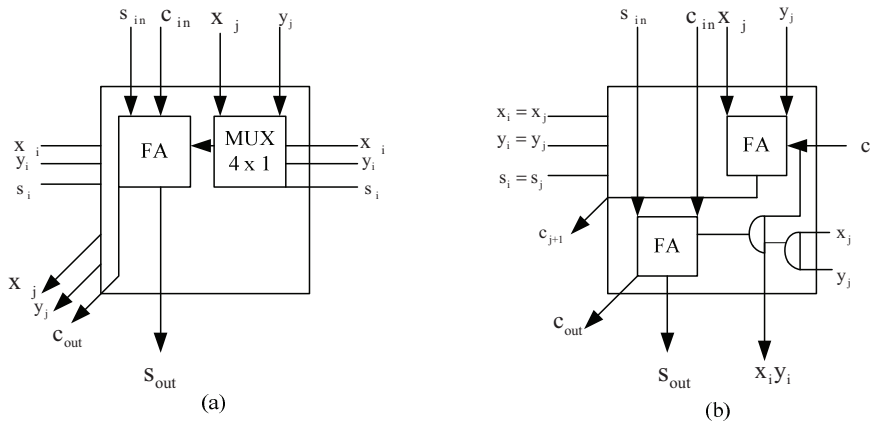 s in c in x j y j
x i
y i
s i
FA
MUX
4 x 1
x i
y i
s i
x j
y j
c out
s out
(a)
s in c in x j y j
x i = x j
y i = y j
s i = s j
FA
c
c j+1
FA
x j
y j
c out
s out
x i y i
(b)